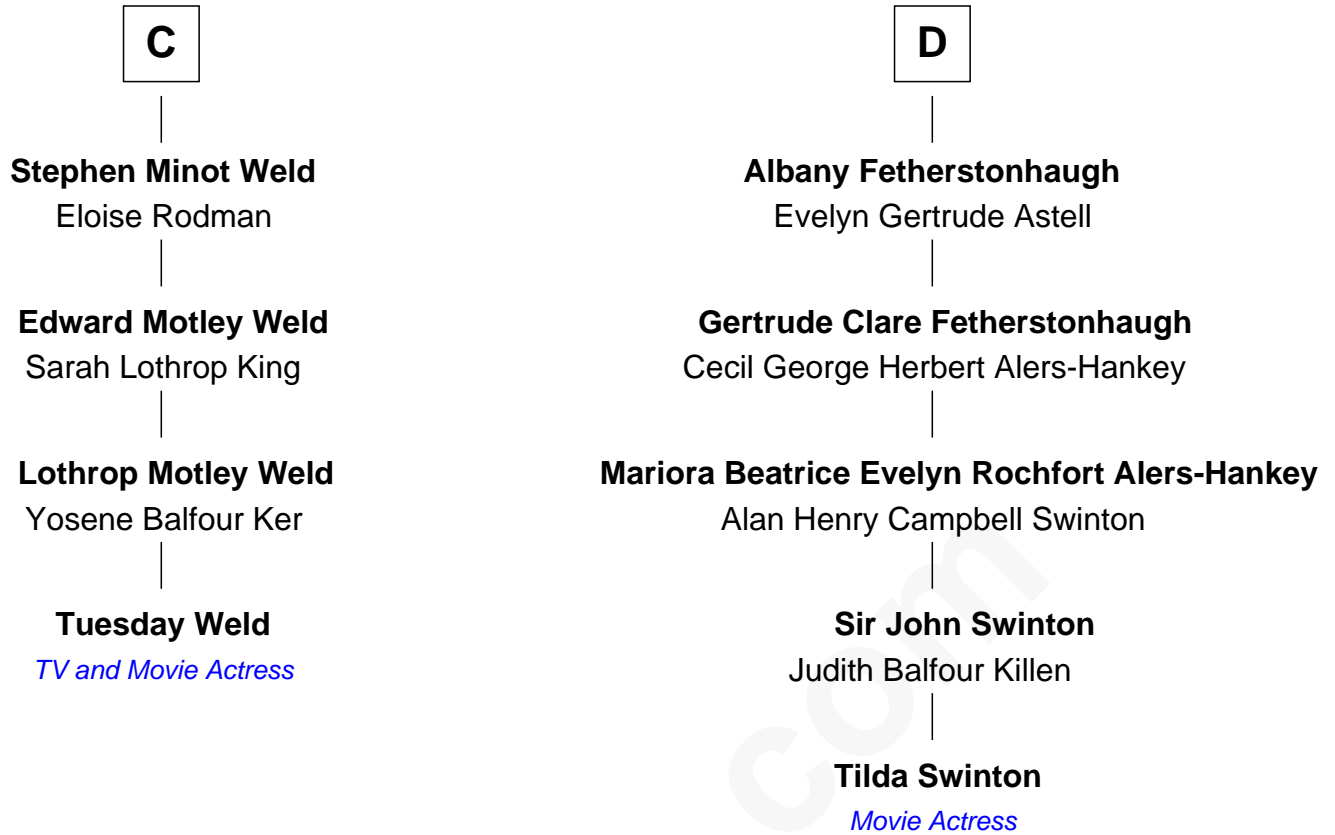 C
Stephen Minot Weld
Eloise Rodman
Edward Motley Weld
Sarah Lothrop King
Lothrop Motley Weld
Yosene Balfour Ker
Tuesday Weld
TV and Movie Actress
D
Albany Fetherstonhaugh
Evelyn Gertrude Astell
Gertrude Clare Fetherstonhaugh
Cecil George Herbert Alers-Hankey
Mariora Beatrice Evelyn Rochfort Alers-Hankey
Alan Henry Campbell Swinton
Sir John Swinton
Judith Balfour Killen
Tilda Swinton
Movie Actress
com